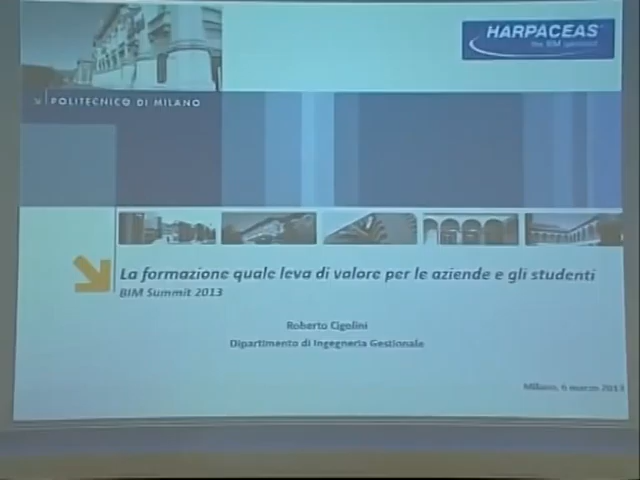 HARPACEAS
the BIM specialist
POLITECNICO DI MILANO
La formazione quale leva di valore per le aziende e gli studenti
BIM Summit 2013
Roberto Cigolini
Dipartimento di Ingegneria Gestionale
Milano, 6 marzo 2013